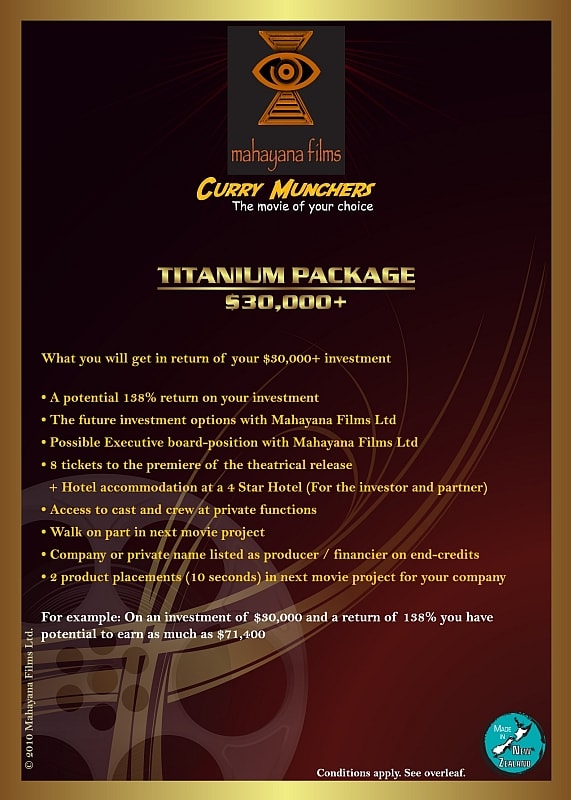 mahayana films
CURRY MUNCHERS
The movie of your choice
TITANIUM PACKAGE
$30,000+
What you will get in return of your $30,000+ investment
• A potential 138% return on your investment
• The future investment options with Mahayana Films Ltd
• Possible Executive board-position with Mahayana Films Ltd
• 8 tickets to the premiere of the theatrical release
+ Hotel accommodation at a 4 Star Hotel (For the investor and partner)
• Access to cast and crew at private functions
• Walk on part in next movie project
• Company or private name listed as producer / financier on end-credits
• 2 product placements (10 seconds) in next movie project for your company
For example: On an investment of $30,000 and a return of 138% you have
potential to earn as much as $71,400
© 2010 Mahayana Films Ltd.
MADE
IN
NEW
ZEALAND
Conditions apply. See overleaf.